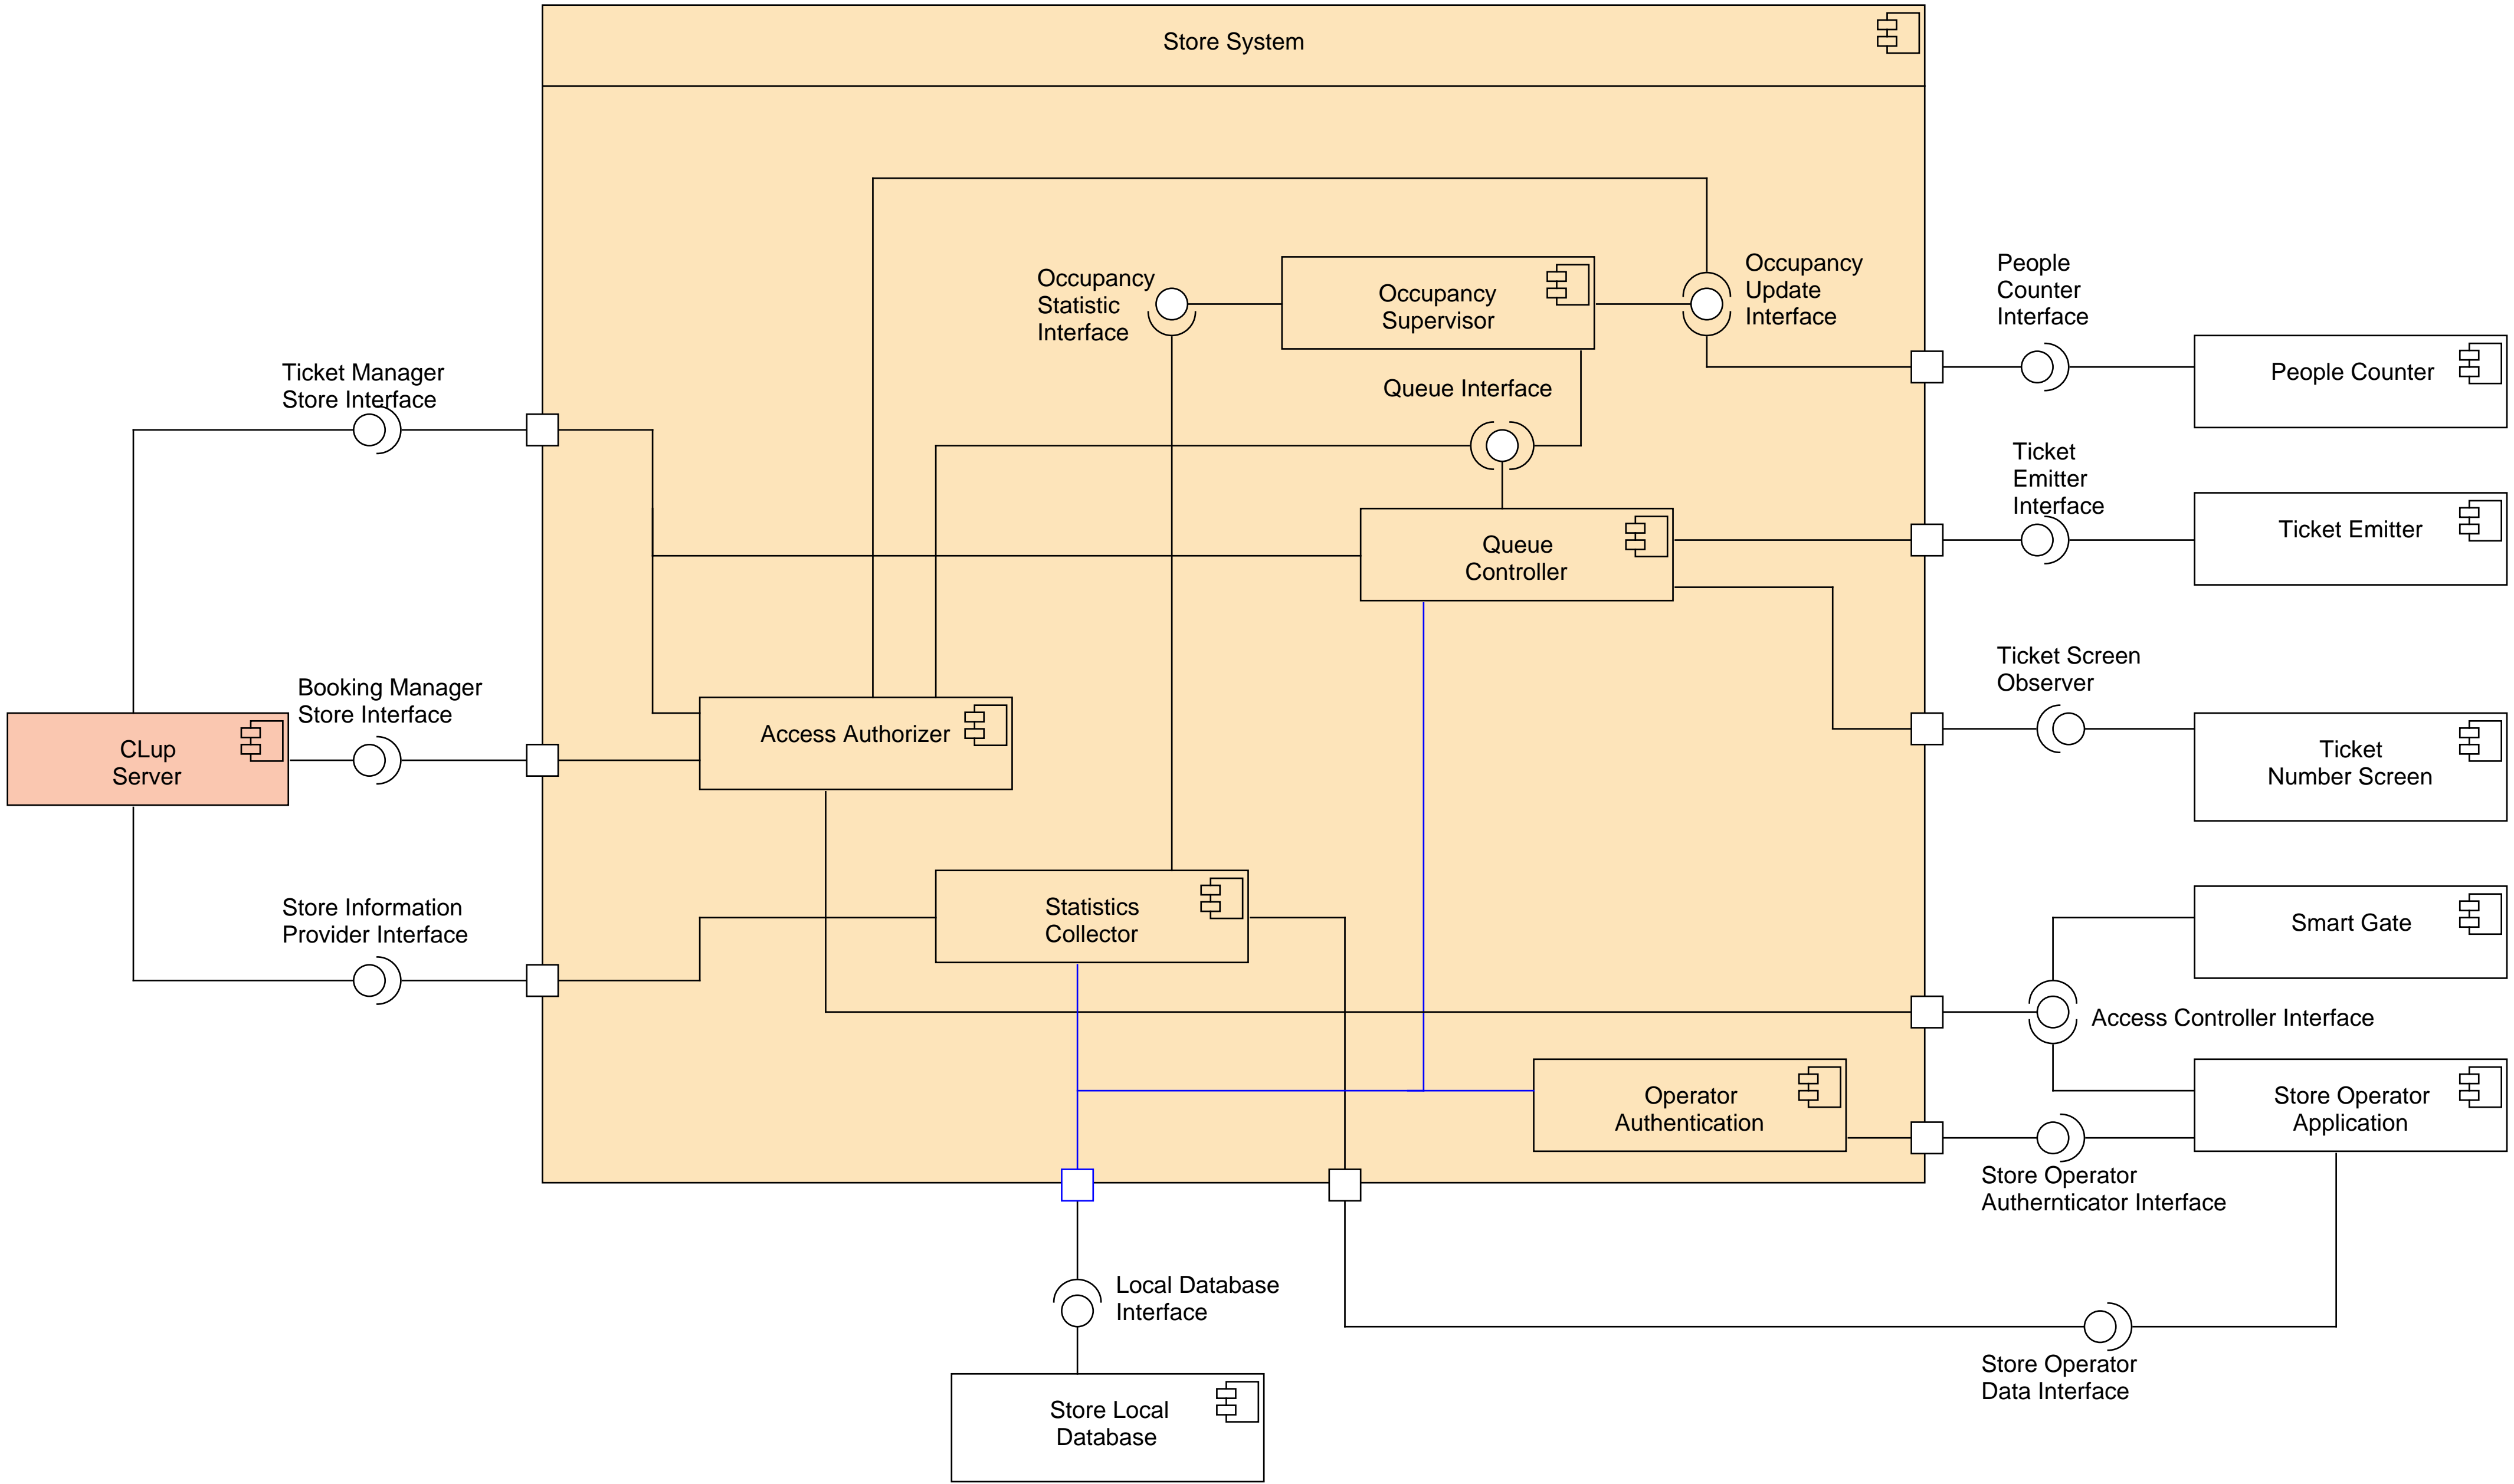 Store System
Occupancy
Statistic
Interface
Occupancy
Supervisor
Occupancy
Update
Interface
People
Counter
Interface
People Counter
Ticket Manager
Store Interface
Queue Interface
Ticket
Emitter
Interface
Ticket Emitter
Queue
Controller
Ticket Screen
Observer
Ticket
Number Screen
Booking Manager
Store Interface
CLup
Server
Access Authorizer
Store Information
Provider Interface
Statistics
Collector
Smart Gate
Access Controller Interface
Operator
Authentication
Store Operator
Application
Store Operator
Authernticator Interface
Local Database
Interface
Store Operator
Data Interface
Store Local
Database